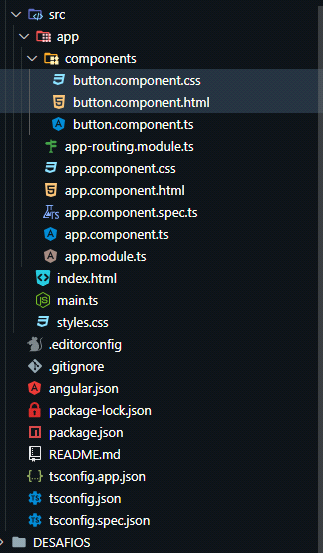 src
app
components
button.component.css
button.component.html
button.component.ts
app-routing.module.ts
app.component.css
app.component.html
app.component.spec.ts
app.component.ts
app.module.ts
index.html
main.ts
styles.css
.editorconfig
.gitignore
angular.json
package-lock.json
package.json
README.md
tsconfig.app.json
tsconfig.json
tsconfig.spec.json
DESAFIOS